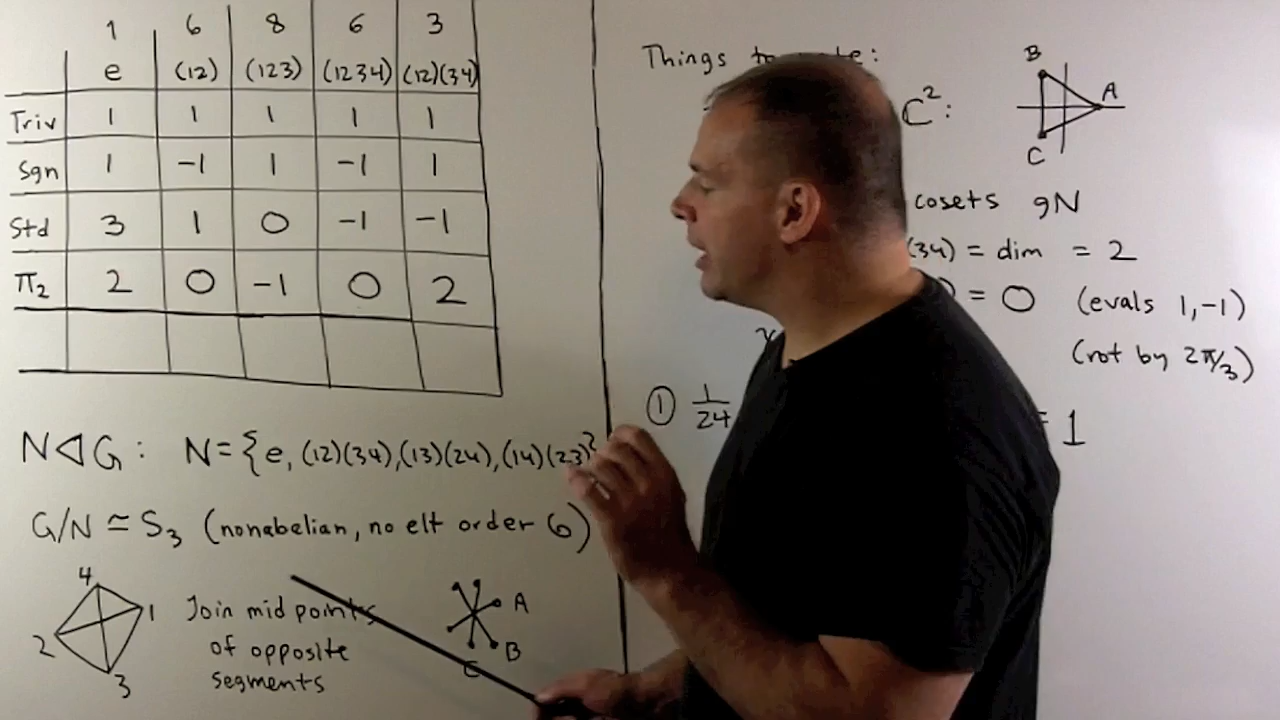 1 6 8 6 3
e (12) (123) (1234) (12)(34)
Triv 1 1 1 1 1
Sgn 1 -1 1 -1 1
Std 3 1 0 -1 -1
π₂ 2 0 -1 0 2
N⊲G: N={e, (12)(34),(13)(24),(14)(23)}
G/N ≃ S₃ (nonabelian, no elt order 6)
4
1
2
3
Join mid points
of opposite
segments
A
B
C
Things
C²:
B
A
C
cosets gN
(34) = dim = 2
) = 0 (evals 1,-1)
(rot by 2π/3)
① 1/24
= 1